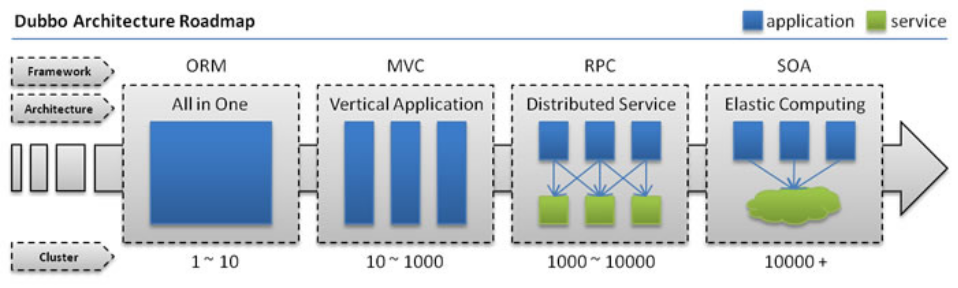 Dubbo Architecture Roadmap
application service
Framework ORM MVC RPC SOA
Architecture All in One Vertical Application Distributed Service Elastic Computing
Cluster 1 ~ 10 10 ~ 1000 1000 ~ 10000 10000 +